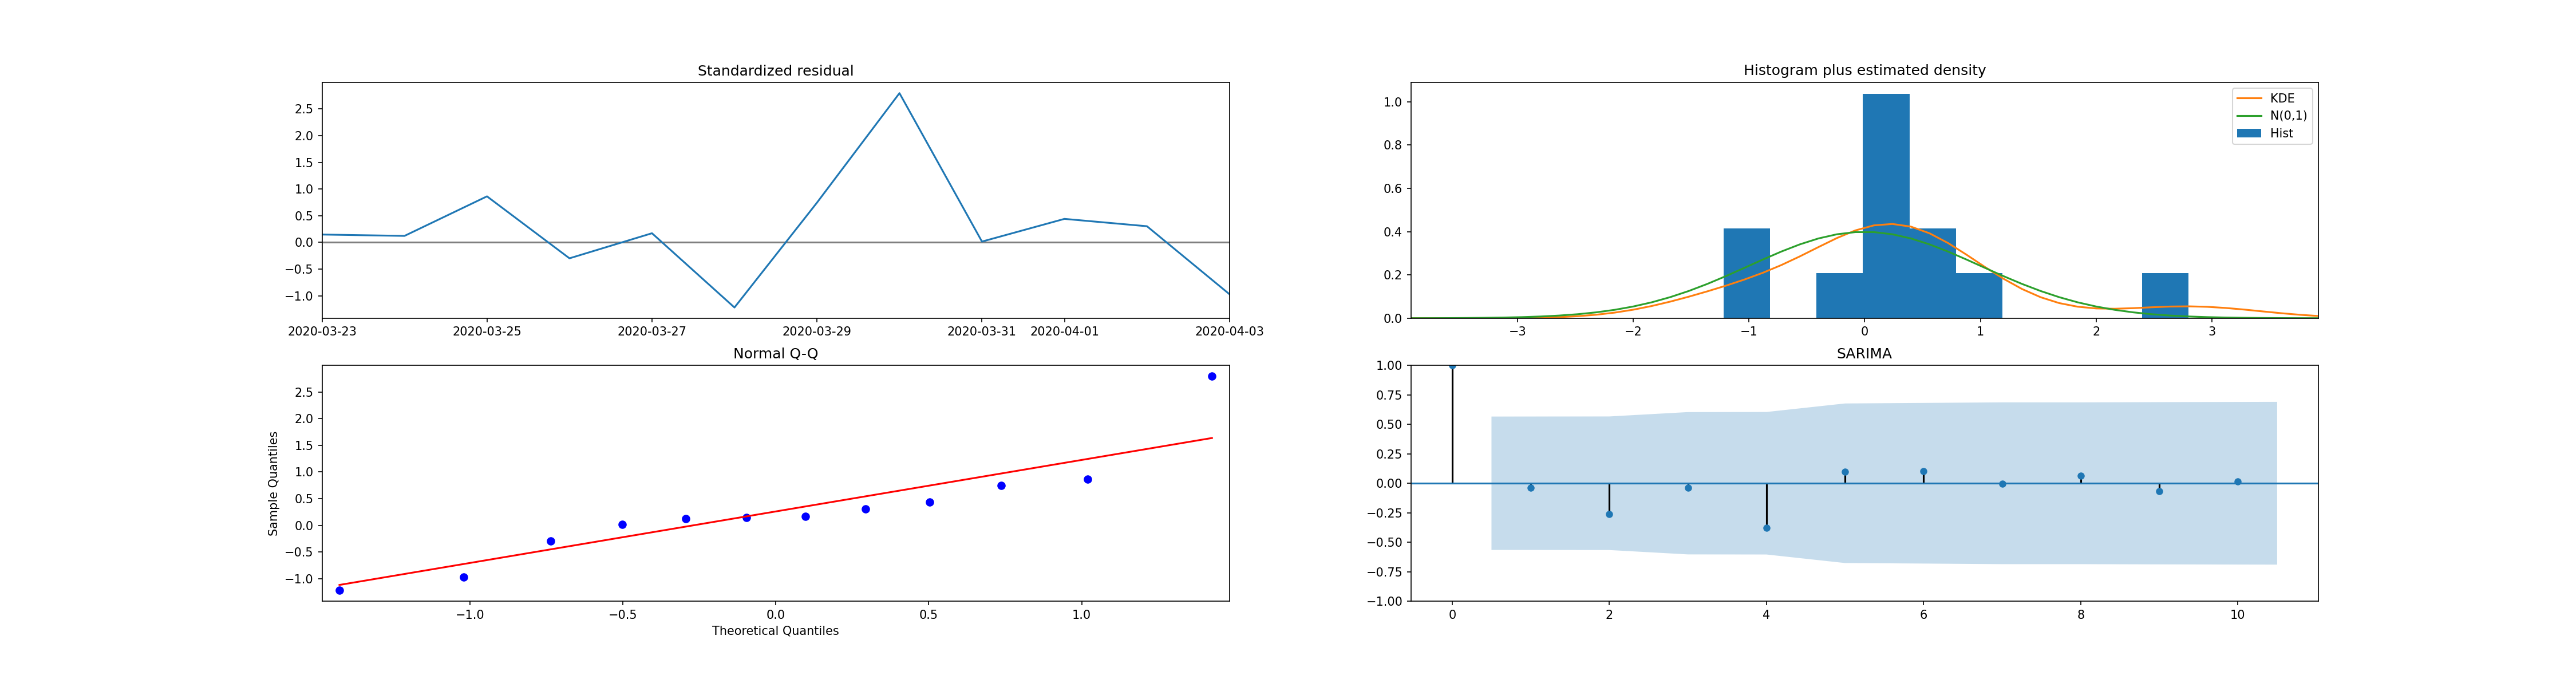 Standardized residual
2.5
2.0
1.5
1.0
0.5
0.0
−0.5
−1.0
2020-03-23 2020-03-25 2020-03-27 2020-03-29 2020-03-31 2020-04-01 2020-04-03
Histogram plus estimated density
1.0
0.8
0.6
0.4
0.2
0.0
−3 −2 −1 0 1 2 3
KDE
N(0,1)
Hist
Normal Q-Q
Sample Quantiles
2.5
2.0
1.5
1.0
0.5
0.0
−0.5
−1.0
−1.0 −0.5 0.0 0.5 1.0
Theoretical Quantiles
SARIMA
1.00
0.75
0.50
0.25
0.00
−0.25
−0.50
−0.75
−1.00
0 2 4 6 8 10